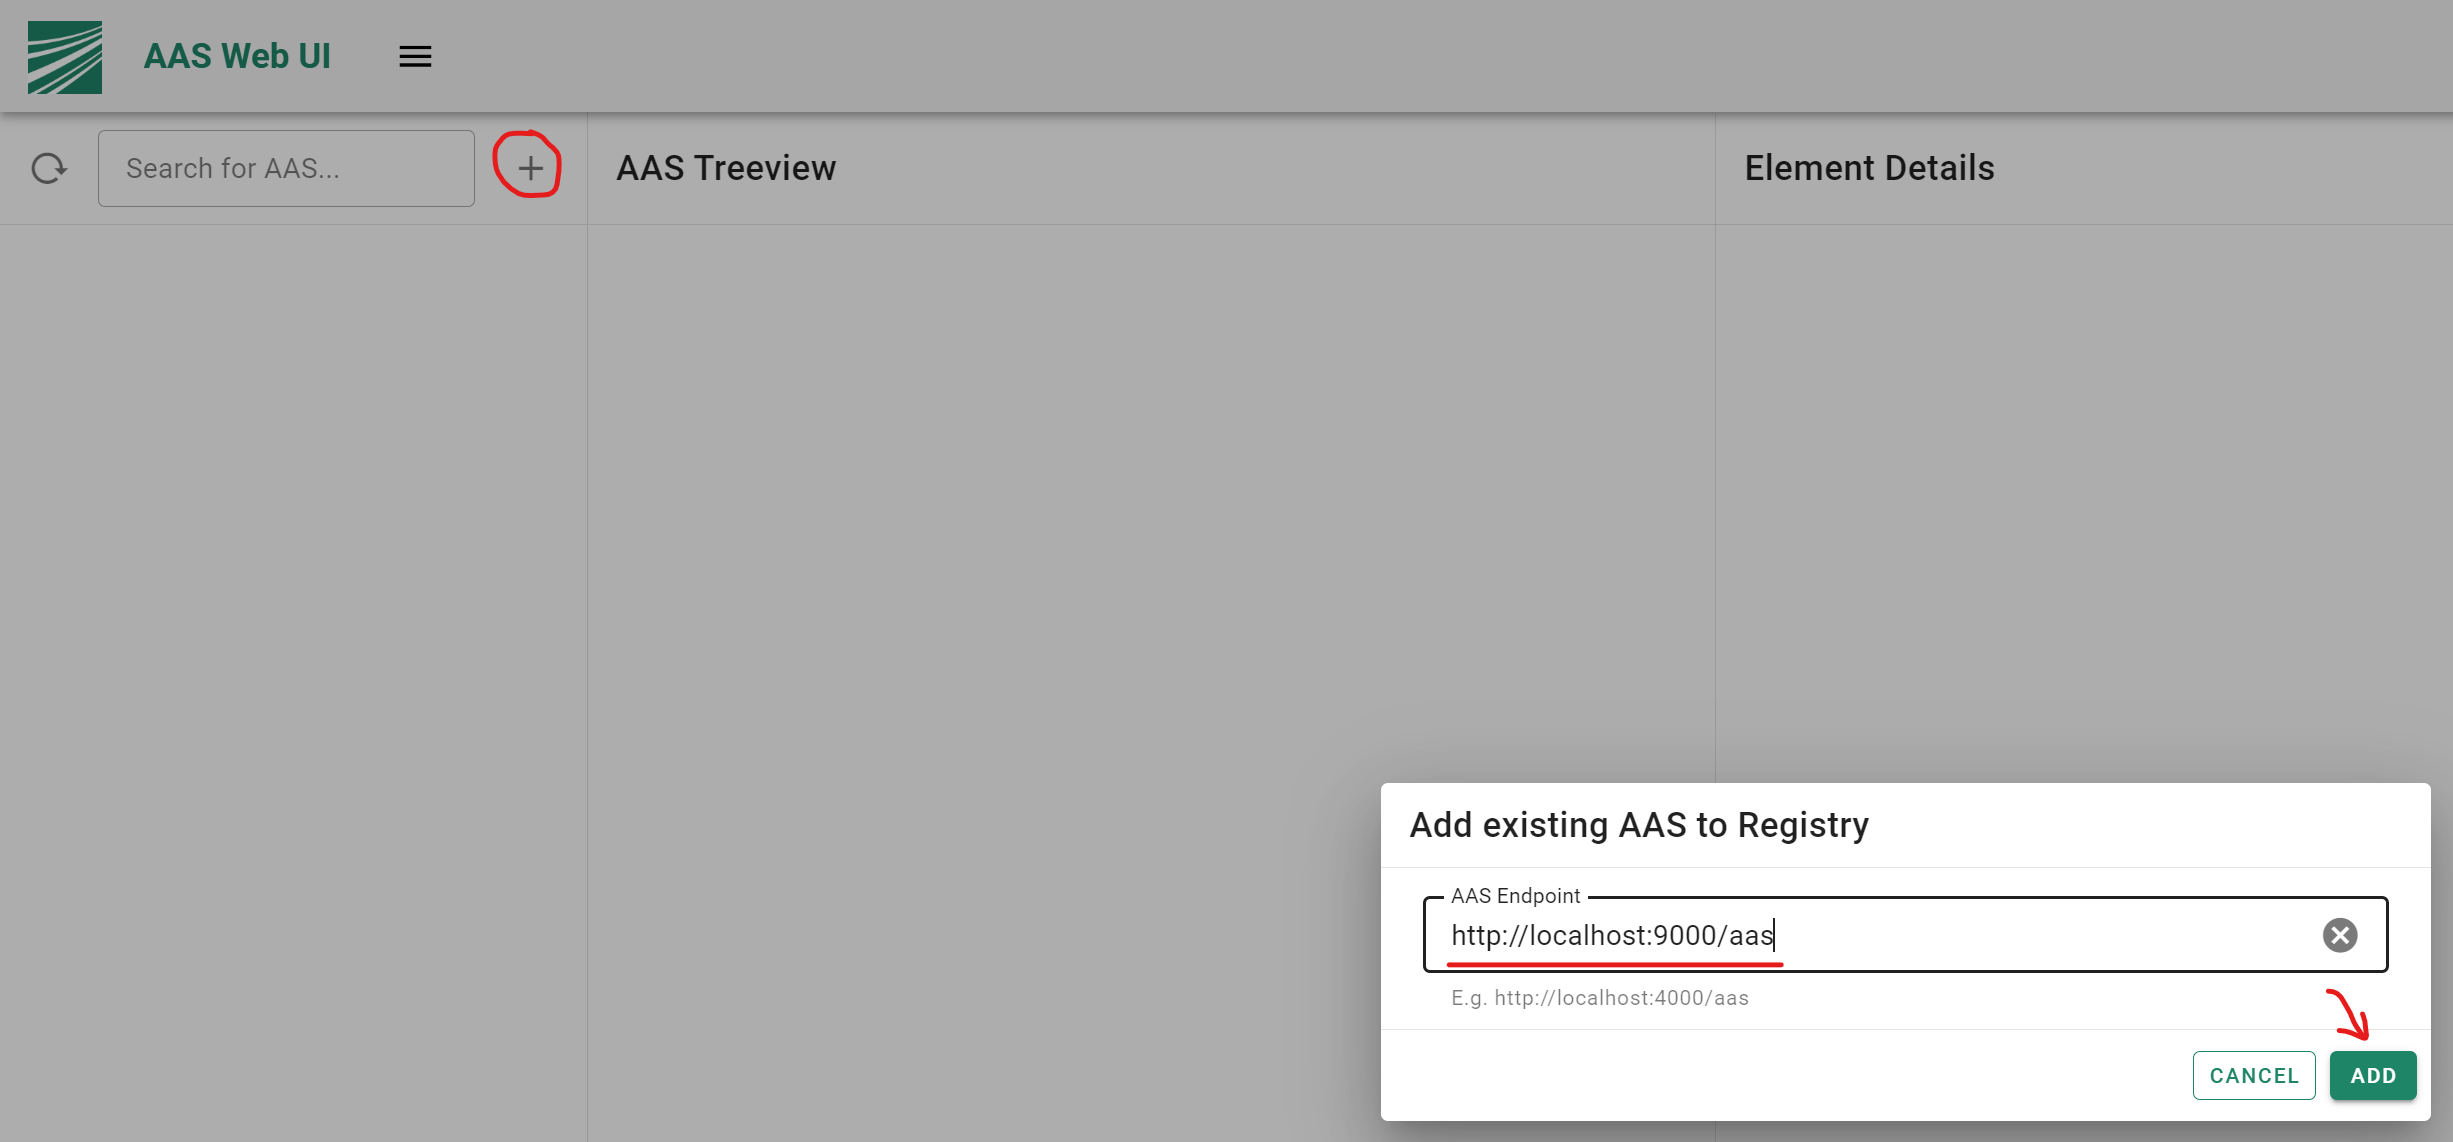 AAS Web UI
Search for AAS...
AAS Treeview
Element Details
Add existing AAS to Registry
AAS Endpoint
http://localhost:9000/aas
E.g. http://localhost:4000/aas
CANCEL
ADD